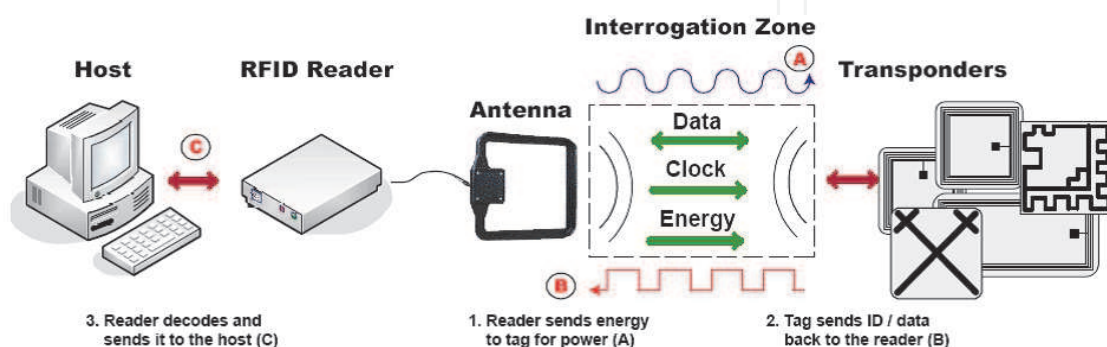 Interrogation Zone
Host
RFID Reader
A
Transponders
Antenna
C
Data
Clock
Energy
B
3. Reader decodes and
sends it to the host (C)
1. Reader sends energy
to tag for power (A)
2. Tag sends ID / data
back to the reader (B)